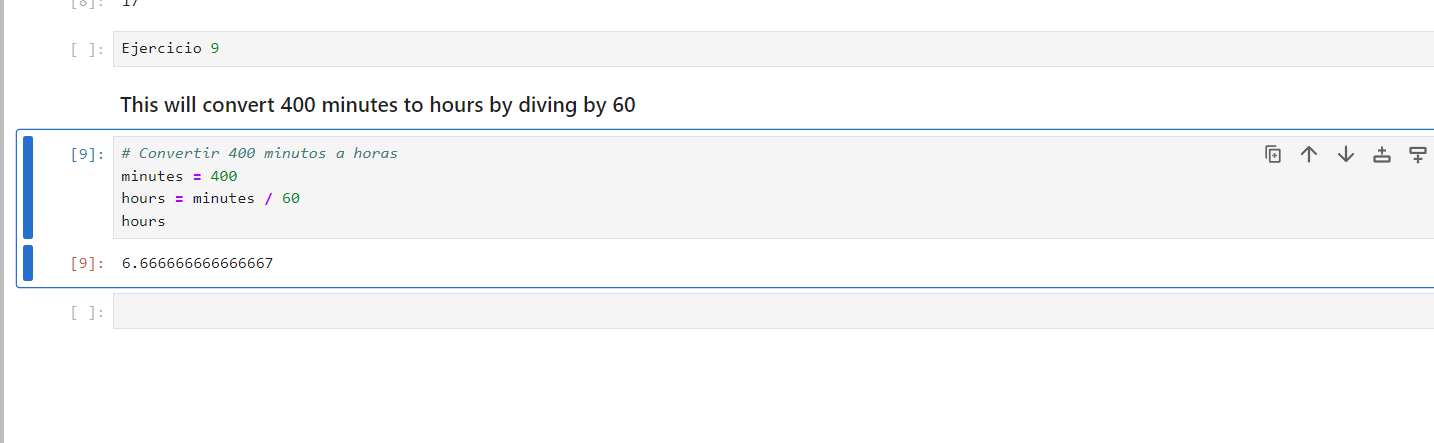 [8]: 17
[ ]: Ejercicio 9
This will convert 400 minutes to hours by diving by 60
[9]: # Convertir 400 minutos a horas
minutes = 400
hours = minutes / 60
hours
[9]: 6.666666666666667
[ ]: